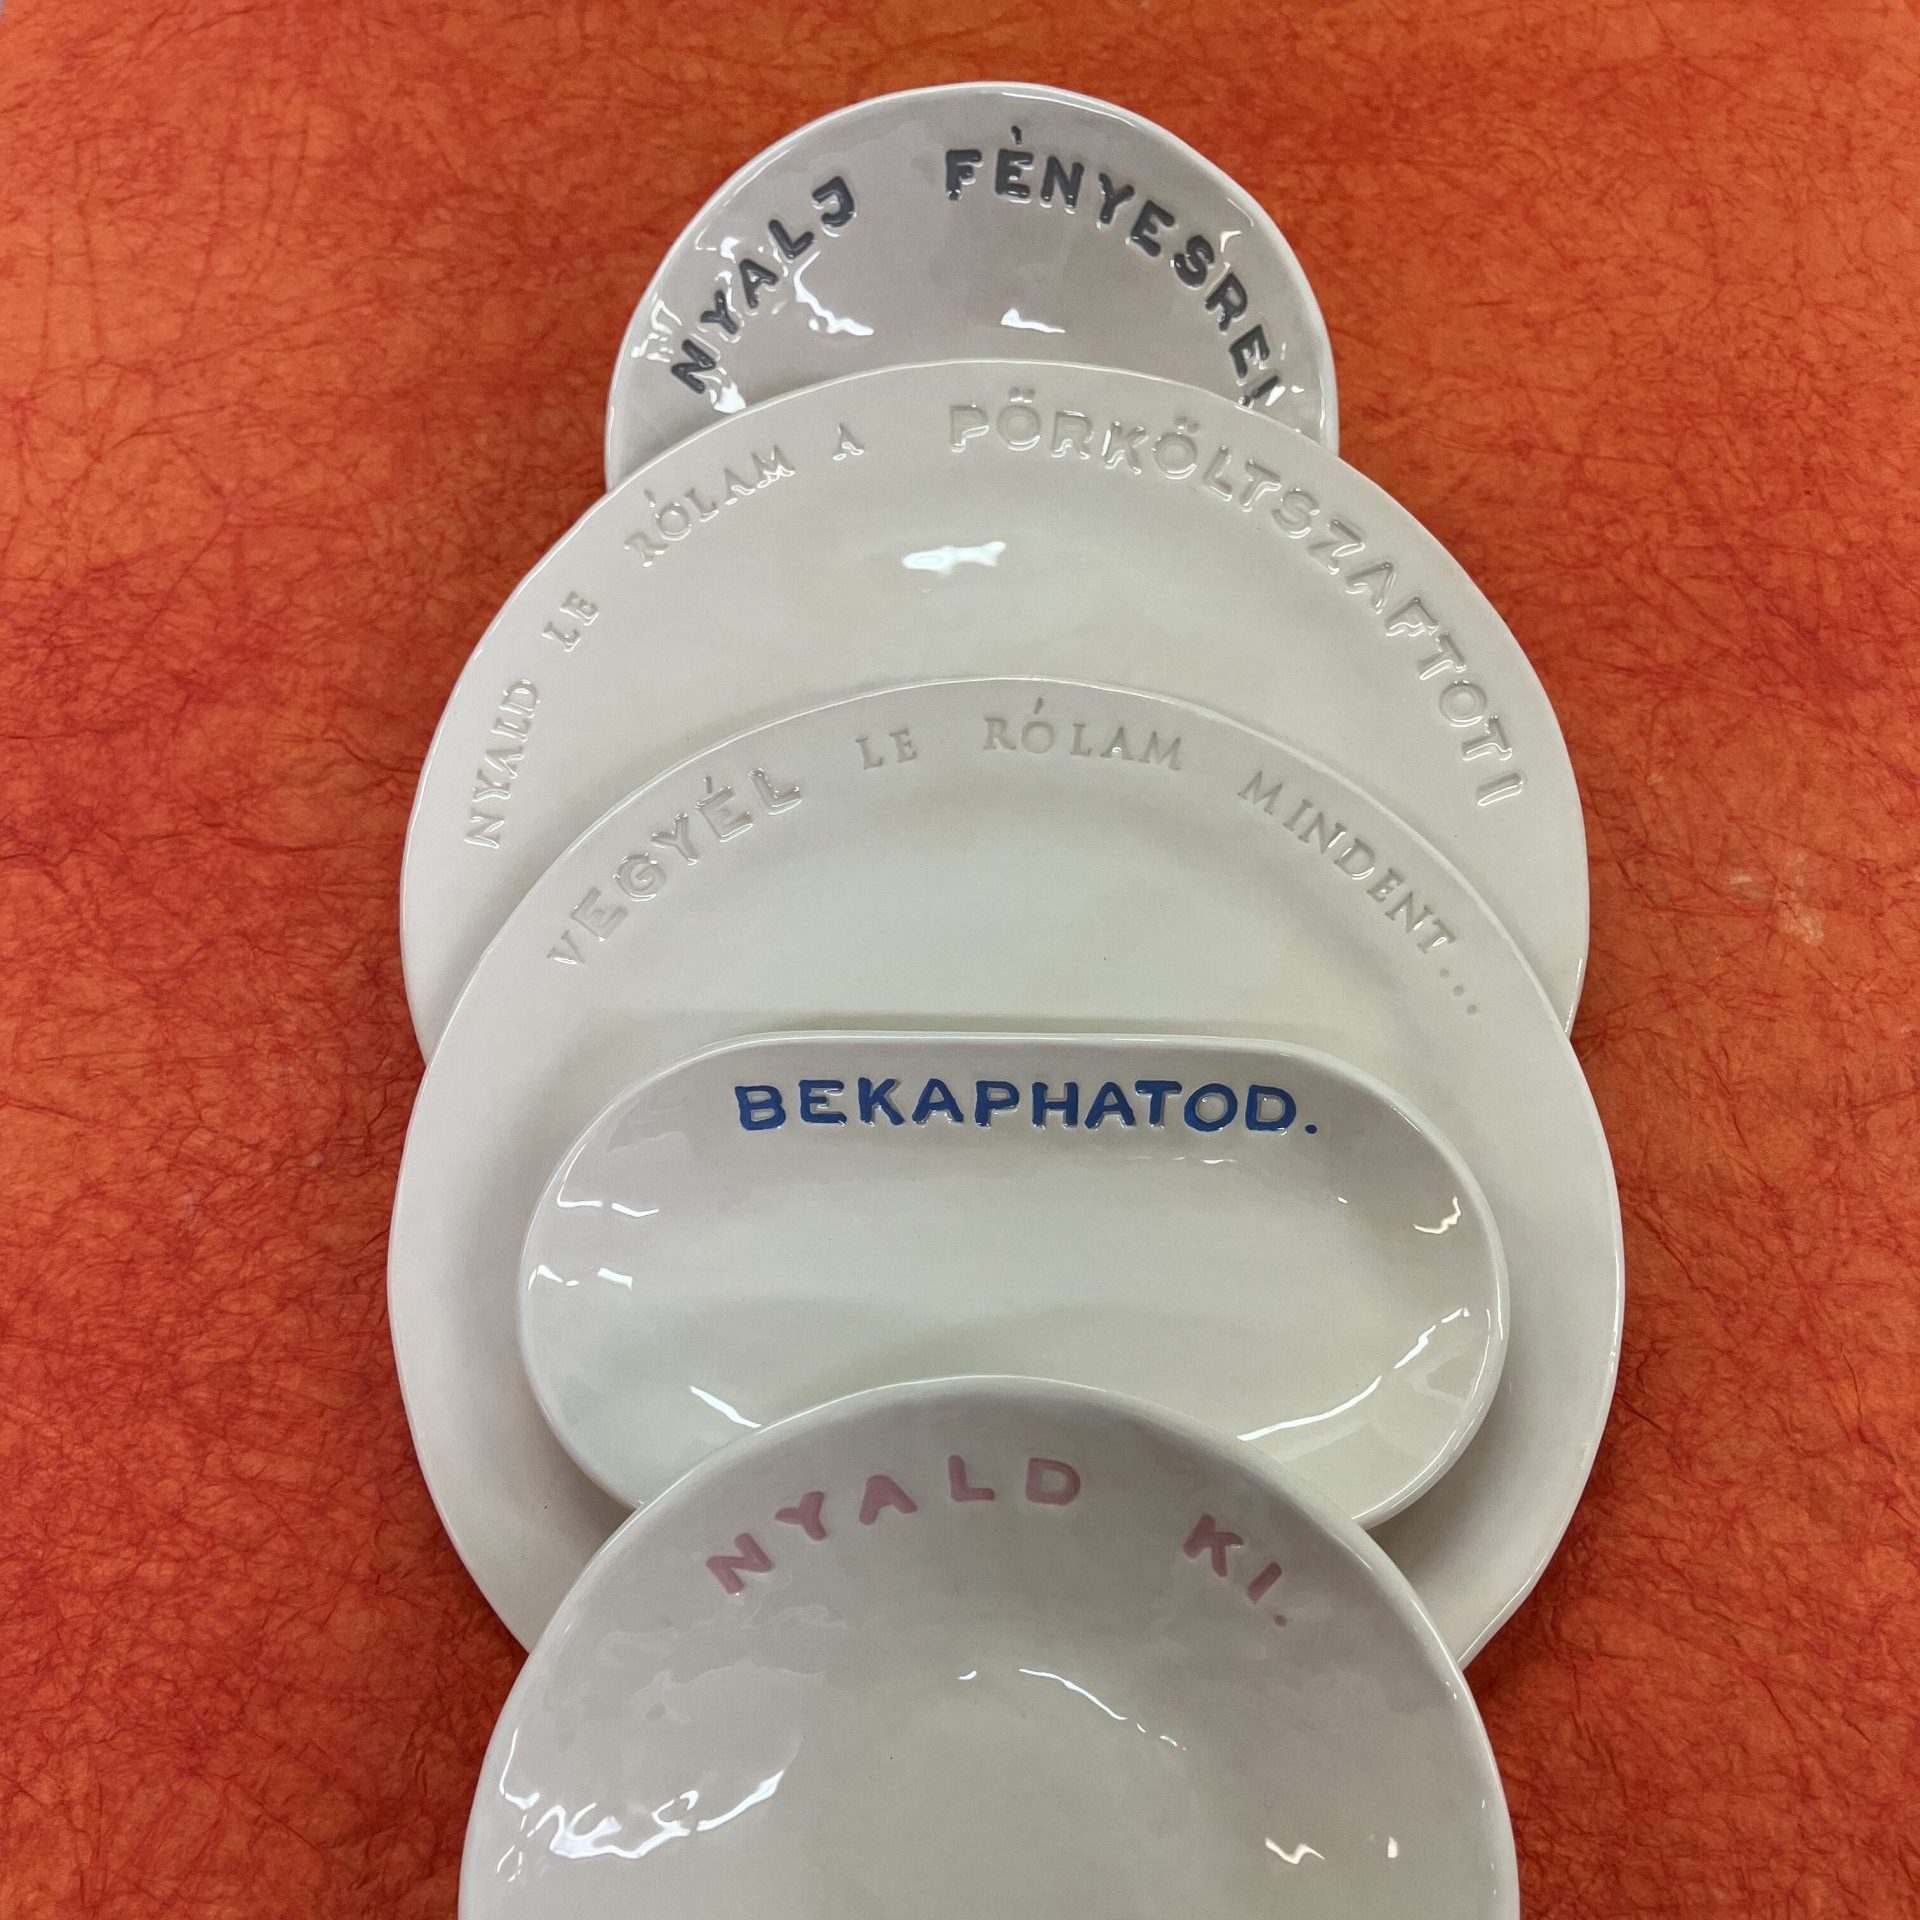 NYALJ FÉNYESRE!
NYALD LE RÓLAM A PÖRKÖLTSZAFTOT!
VEGYÉL LE RÓLAM MINDENT...
BEKAPHATOD.
NYALD KI.